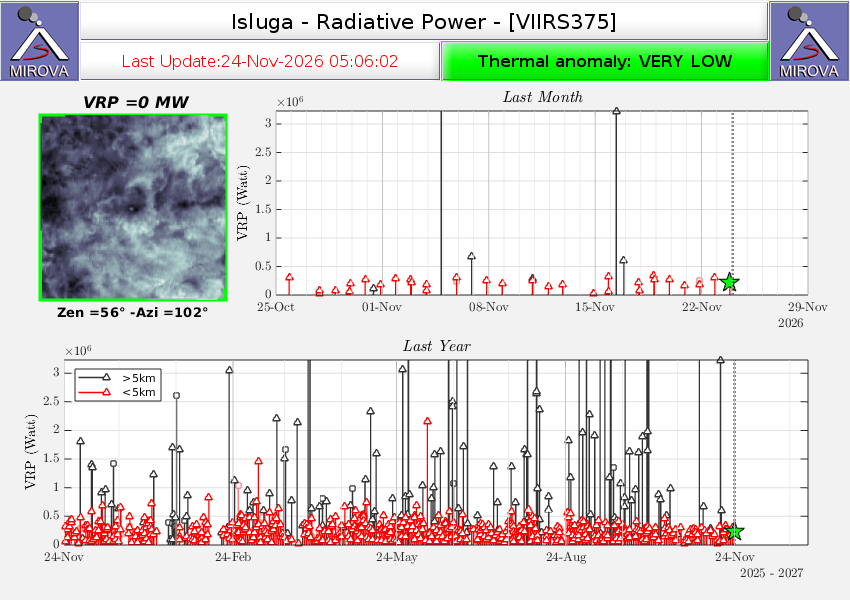 Isluga - Radiative Power - [VIIRS375]
MIROVA
Last Update:24-Nov-2026 05:06:02
Thermal anomaly: VERY LOW
MIROVA
VRP =0 MW
Zen =56° -Azi =102°
Last Month
×10⁶
VRP (Watt)
3
2.5
2
1.5
1
0.5
0
25-Oct
01-Nov
08-Nov
15-Nov
22-Nov
29-Nov
2026
Last Year
×10⁶
VRP (Watt)
3
2.5
2
1.5
1
0.5
0
>5km
<5km
24-Nov
24-Feb
24-May
24-Aug
24-Nov
2025 - 2027